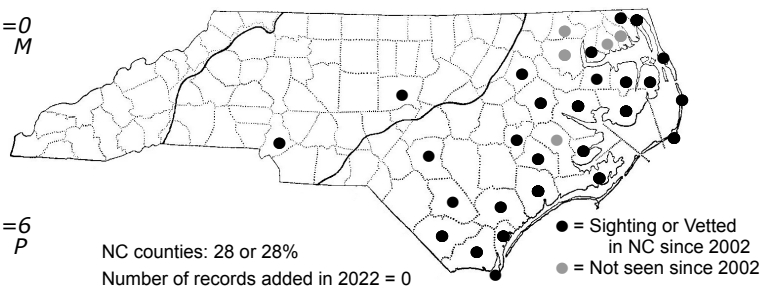 =0
M
=6
P
NC counties: 28 or 28%
Number of records added in 2022 = 0
= Sighting or Vetted
in NC since 2002
= Not seen since 2002